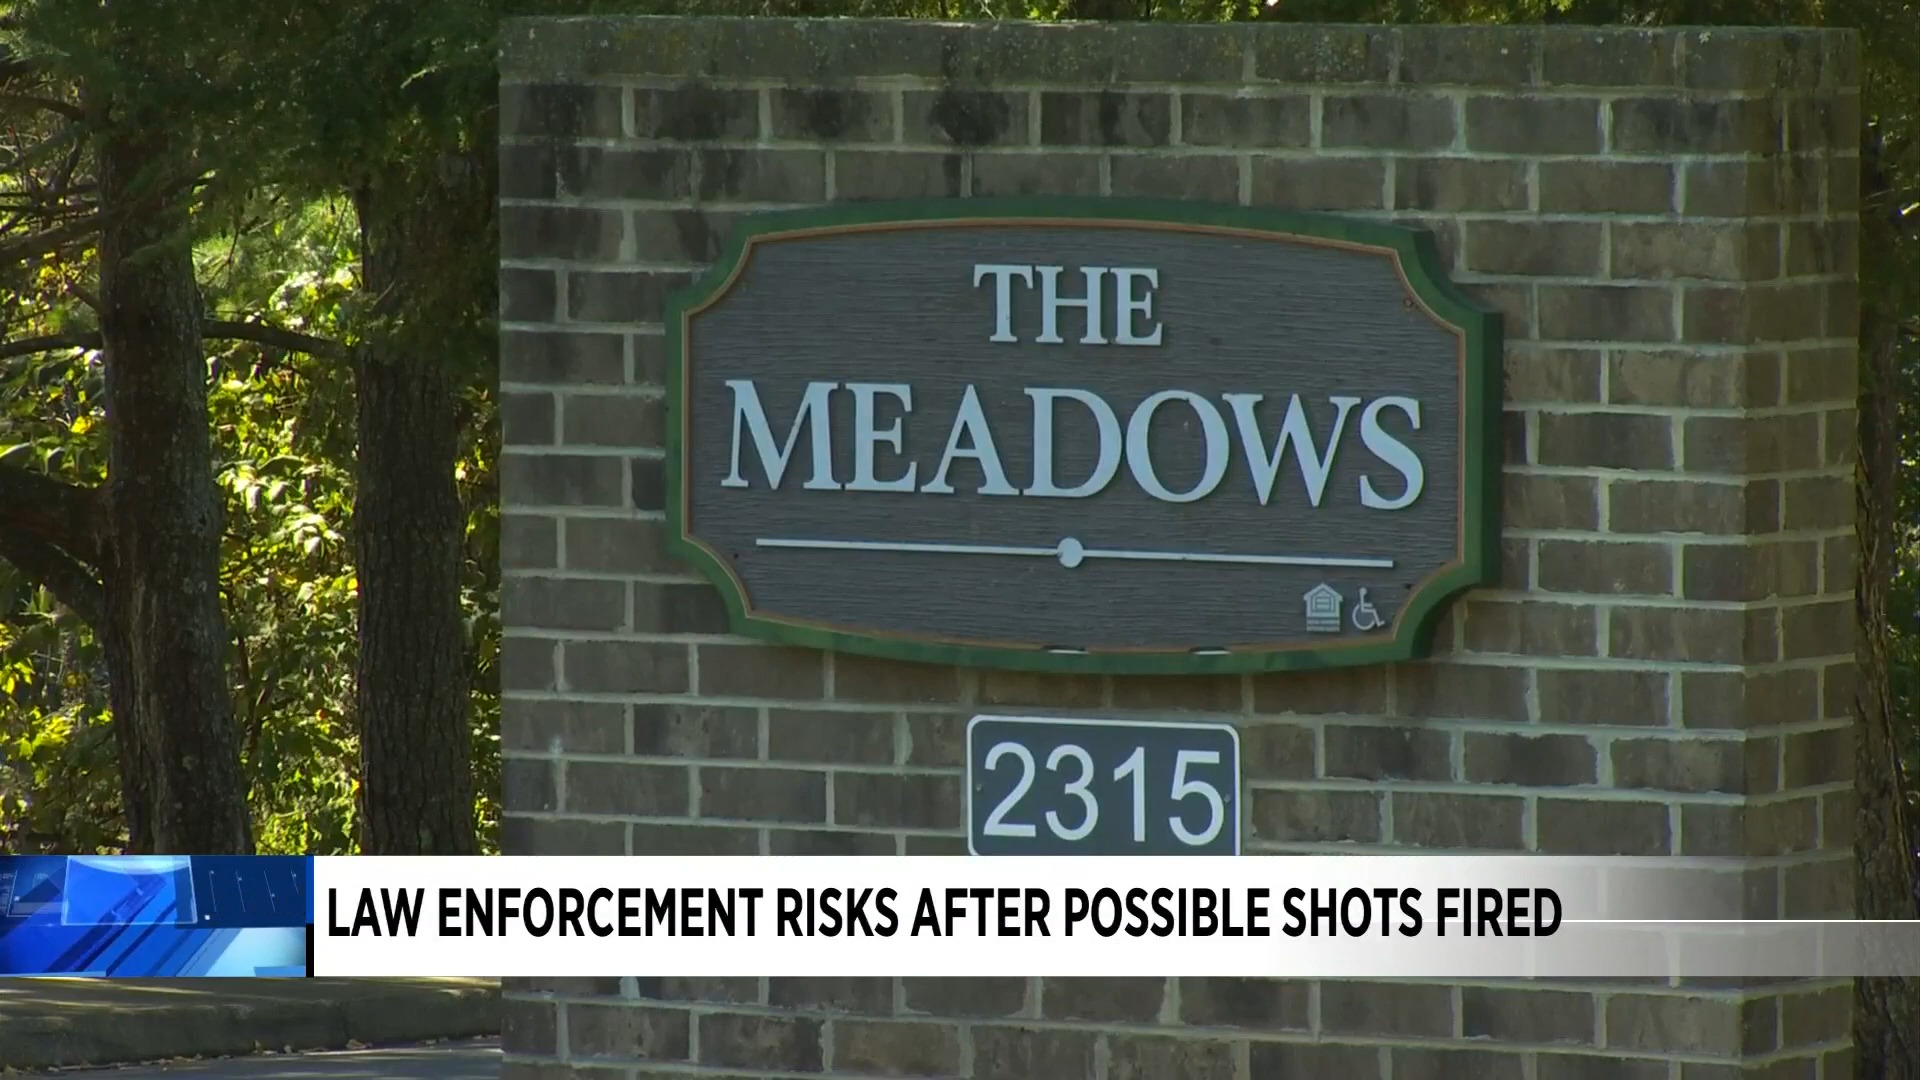 THE
MEADOWS
2315
LAW ENFORCEMENT RISKS AFTER POSSIBLE SHOTS FIRED